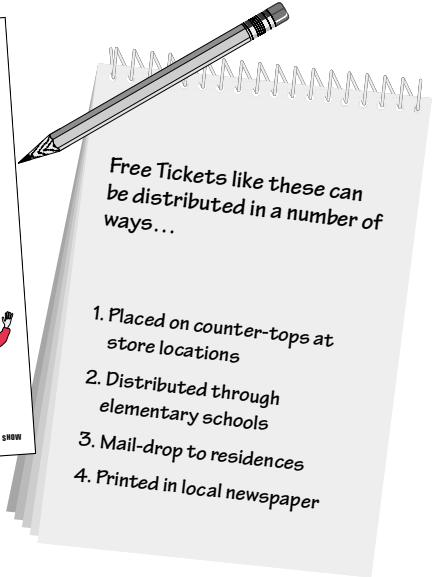 Free Tickets like these can
be distributed in a number of
ways...
1. Placed on counter-tops at
store locations
2. Distributed through
elementary schools
3. Mail-drop to residences
4. Printed in local newspaper
SHOW